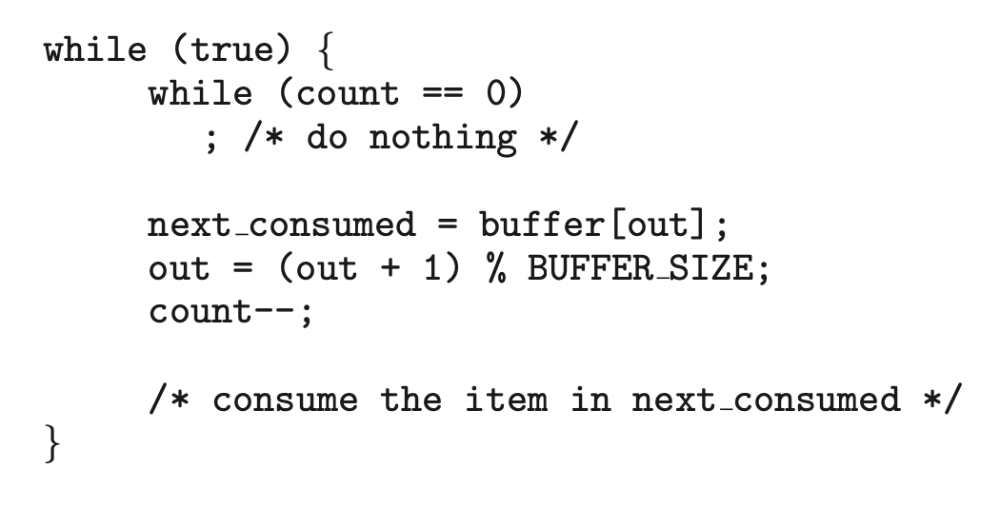 while (true) {
while (count == 0)
; /* do nothing */
next_consumed = buffer[out];
out = (out + 1) % BUFFER_SIZE;
count--;
/* consume the item in next_consumed */
}